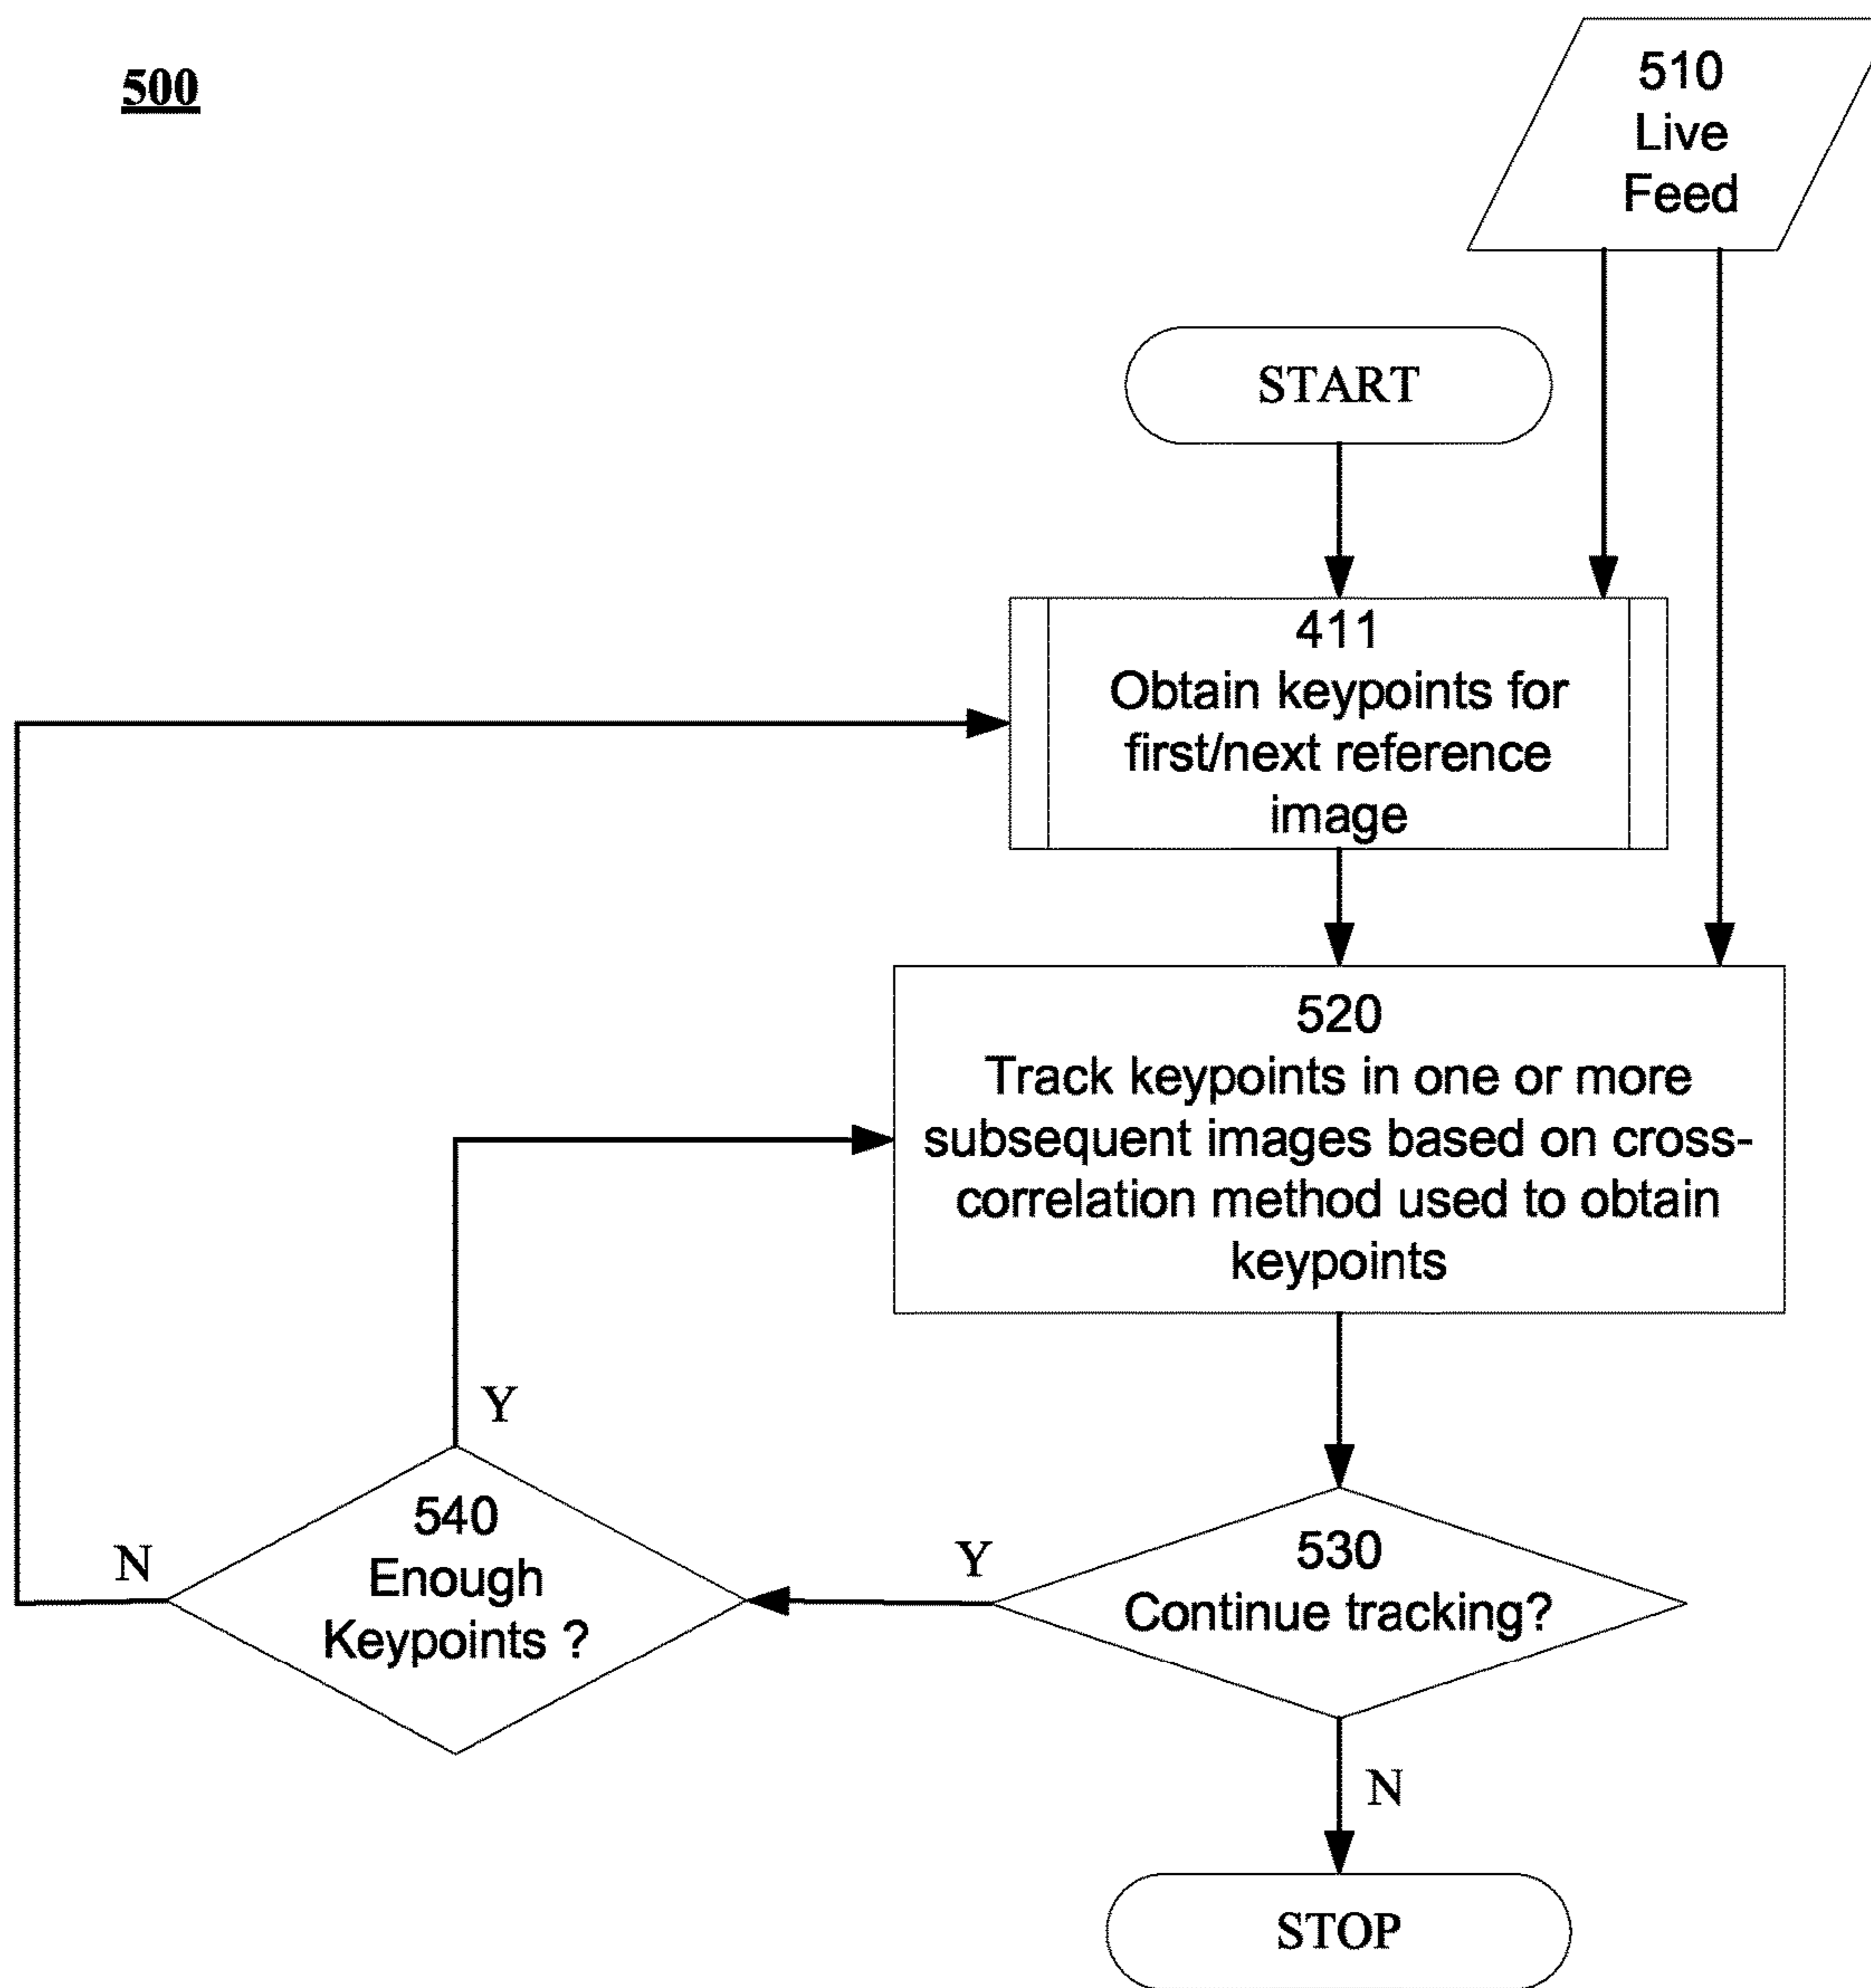 500
510
Live
Feed
START
411
Obtain keypoints for
first/next reference
image
520
Track keypoints in one or more
subsequent images based on cross-
correlation method used to obtain
keypoints
Y
540
Enough
Keypoints ?
N
Y
530
Continue tracking?
N
STOP